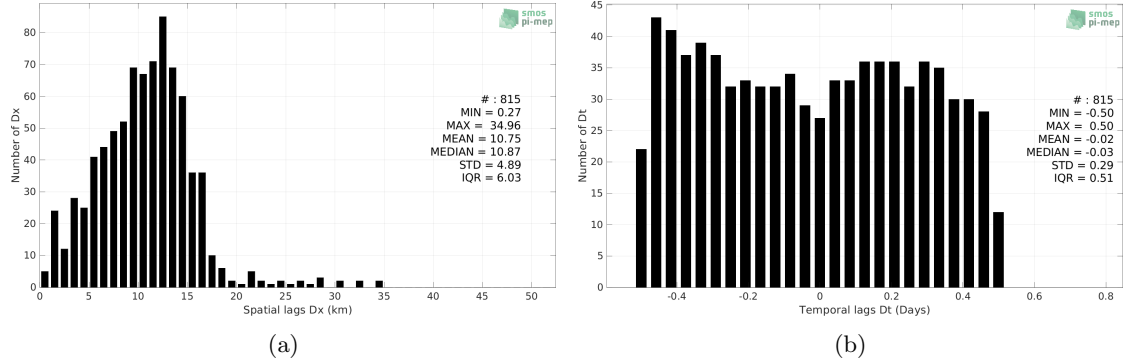 smos
pi-mep
Number of Dx
80
70
60
50
40
30
20
10
0
# : 815
MIN = 0.27
MAX = 34.96
MEAN = 10.75
MEDIAN = 10.87
STD = 4.89
IQR = 6.03
0 5 10 15 20 25 30 35 40 45 50
Spatial lags Dx (km)
(a)
smos
pi-mep
Number of Dt
45
40
35
30
25
20
15
10
5
0
# : 815
MIN = -0.50
MAX = 0.50
MEAN = -0.02
MEDIAN = -0.03
STD = 0.29
IQR = 0.51
-0.4 -0.2 0 0.2 0.4 0.6 0.8
Temporal lags Dt (Days)
(b)